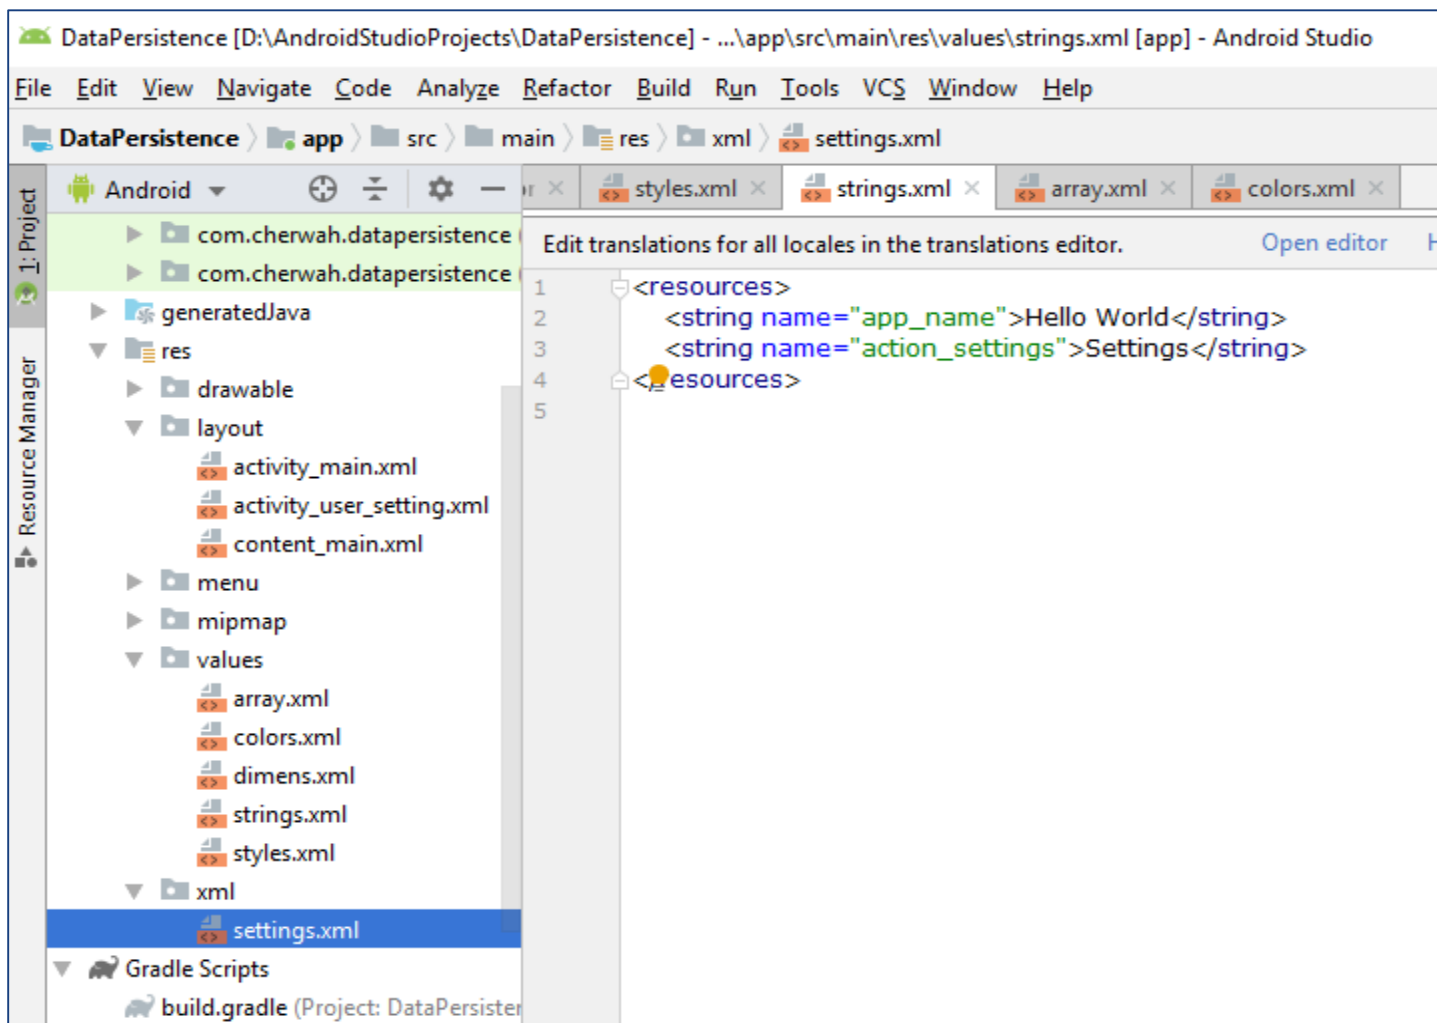 DataPersistence [D:\AndroidStudioProjects\DataPersistence] - ...\app\src\main\res\values\strings.xml [app] - Android Studio
File Edit View Navigate Code Analyze Refactor Build Run Tools VCS Window Help
DataPersistence app src main res xml settings.xml
1: Project
Resource Manager
Android
com.cherwah.datapersistence
com.cherwah.datapersistence
generatedJava
res
drawable
layout
activity_main.xml
activity_user_setting.xml
content_main.xml
menu
mipmap
values
array.xml
colors.xml
dimens.xml
strings.xml
styles.xml
xml
settings.xml
Gradle Scripts
build.gradle (Project: DataPersister
styles.xml strings.xml array.xml colors.xml
Edit translations for all locales in the translations editor. Open editor
1 <resources>
2 <string name="app_name">Hello World</string>
3 <string name="action_settings">Settings</string>
4 </resources>
5